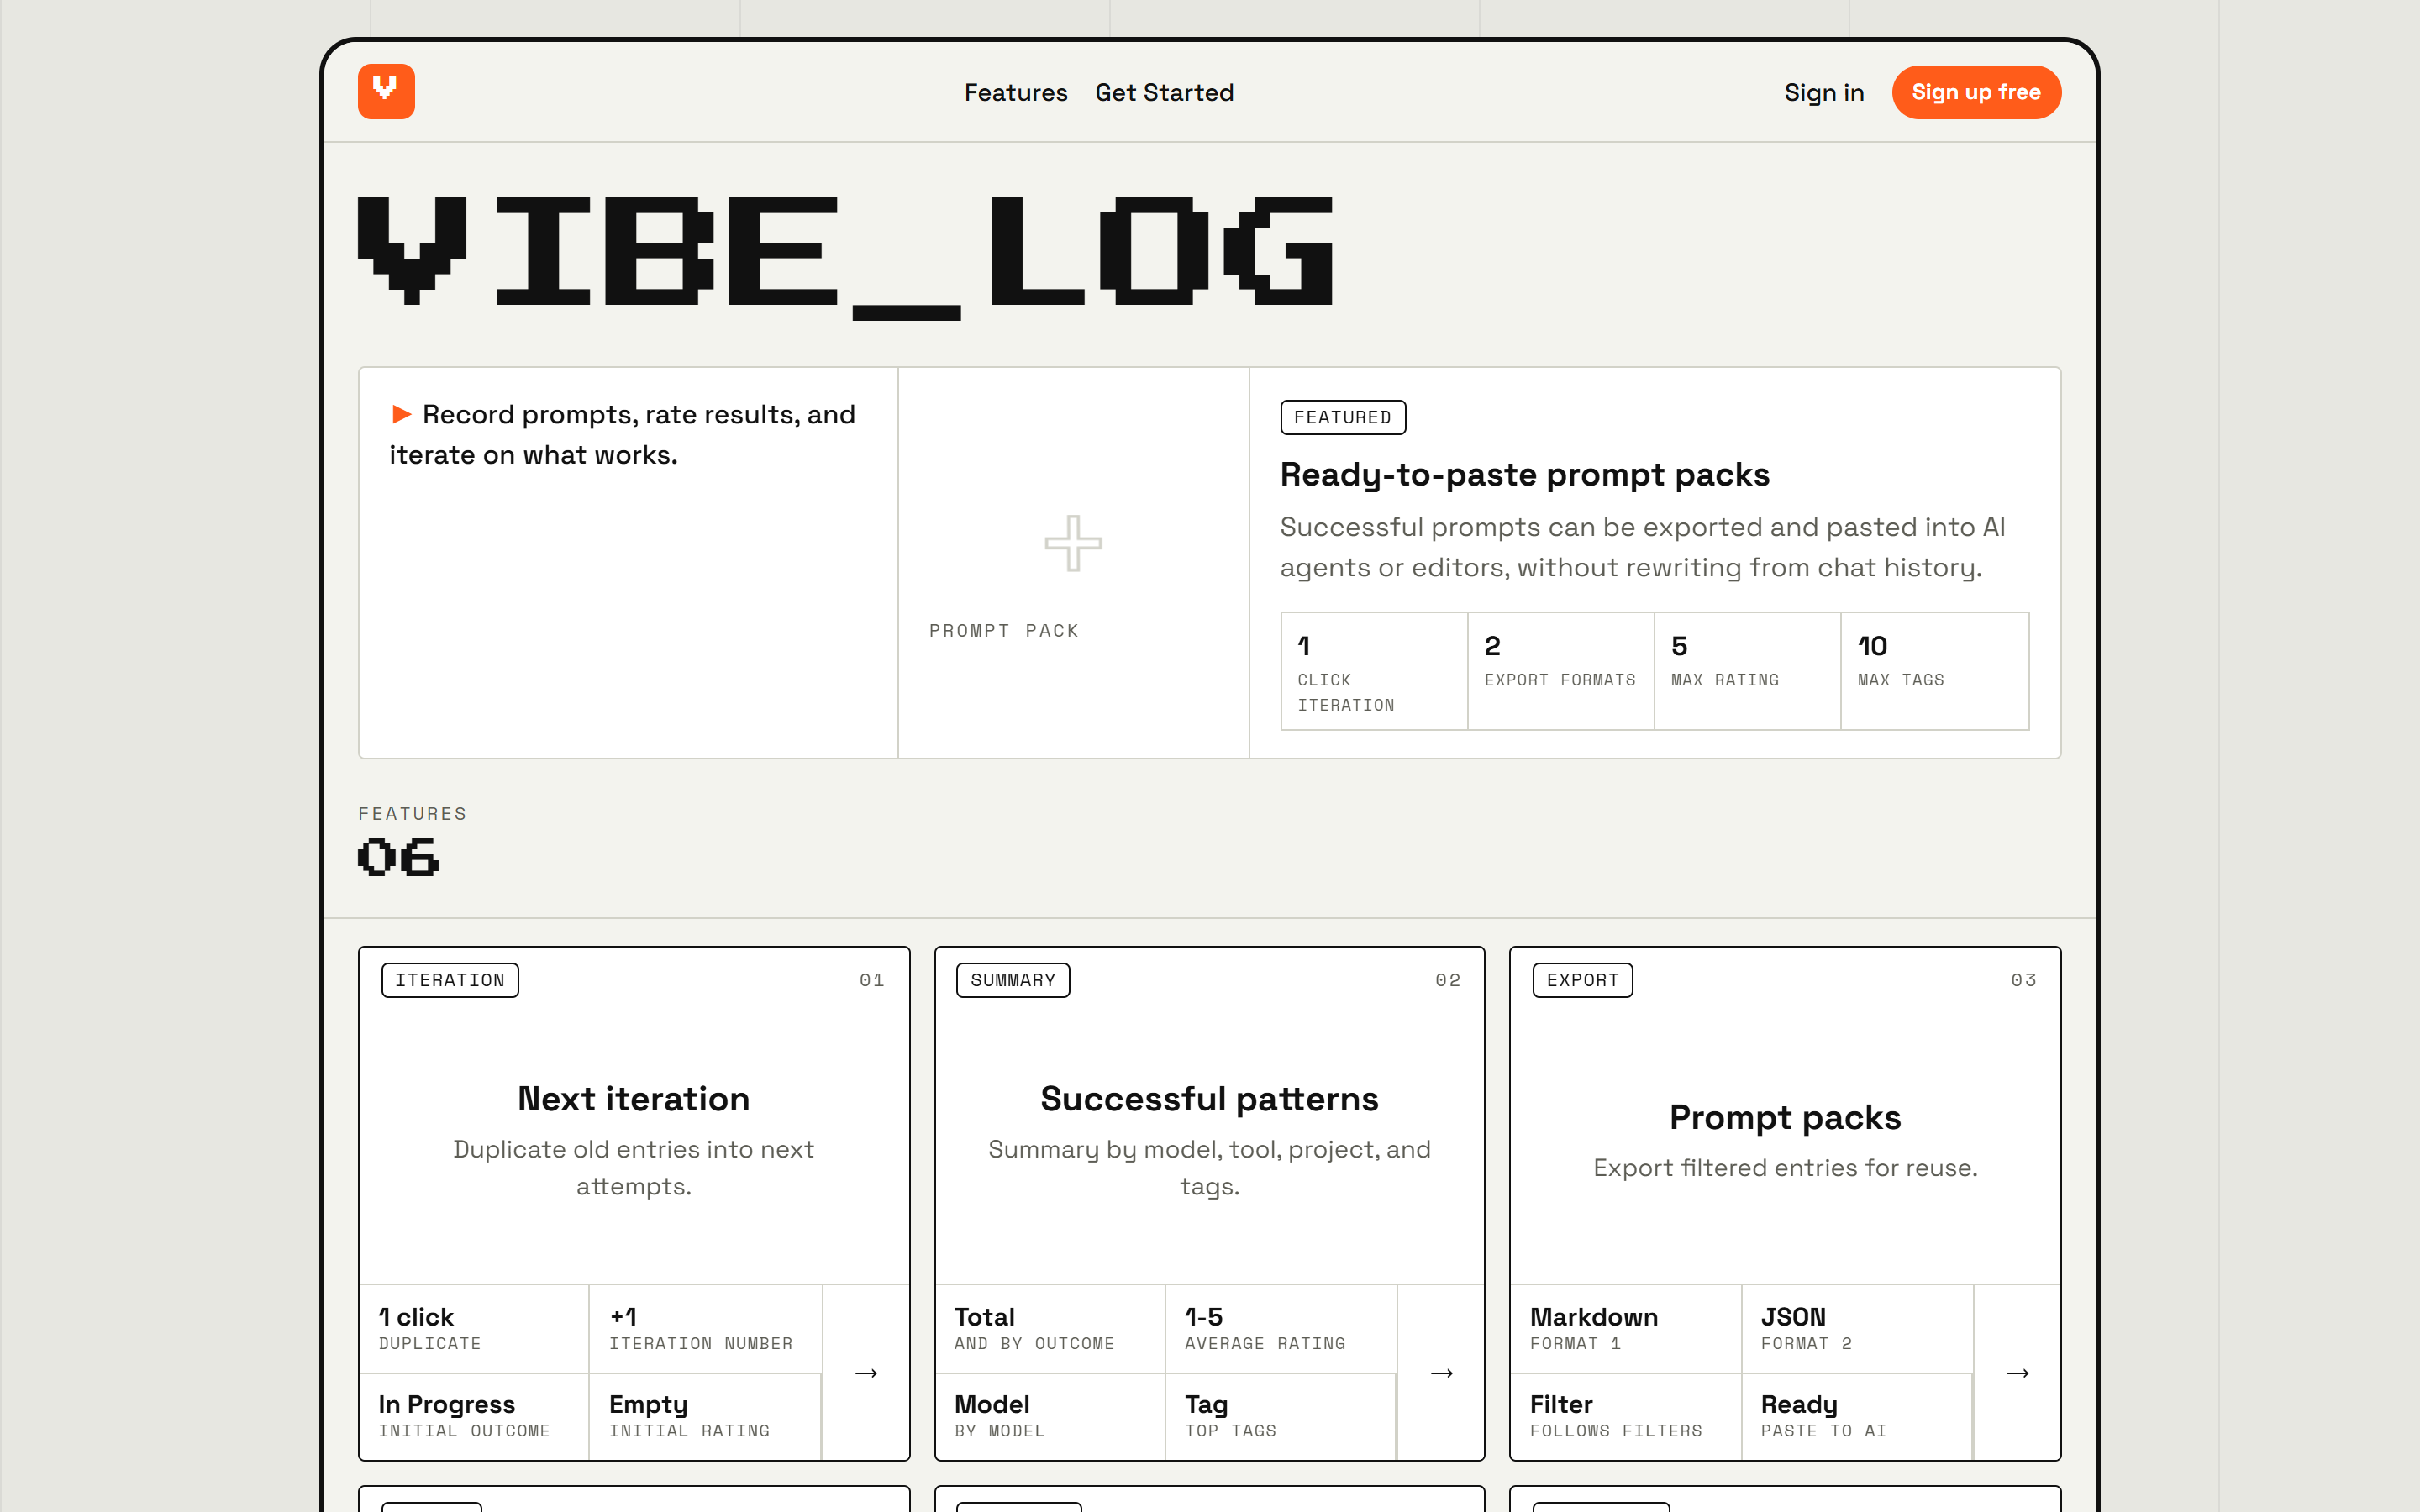 V
Features Get Started
Sign in
Sign up free
VIBE_LOG
► Record prompts, rate results, and
iterate on what works.
PROMPT PACK
FEATURED
Ready-to-paste prompt packs
Successful prompts can be exported and pasted into AI
agents or editors, without rewriting from chat history.
1
CLICK
ITERATION
2
EXPORT FORMATS
5
MAX RATING
10
MAX TAGS
FEATURES
06
ITERATION
01
Next iteration
Duplicate old entries into next
attempts.
1 click
DUPLICATE
+1
ITERATION NUMBER
In Progress
INITIAL OUTCOME
Empty
INITIAL RATING
→
SUMMARY
02
Successful patterns
Summary by model, tool, project, and
tags.
Total
AND BY OUTCOME
1-5
AVERAGE RATING
Model
BY MODEL
Tag
TOP TAGS
→
EXPORT
03
Prompt packs
Export filtered entries for reuse.
Markdown
FORMAT 1
JSON
FORMAT 2
Filter
FOLLOWS FILTERS
Ready
PASTE TO AI
→